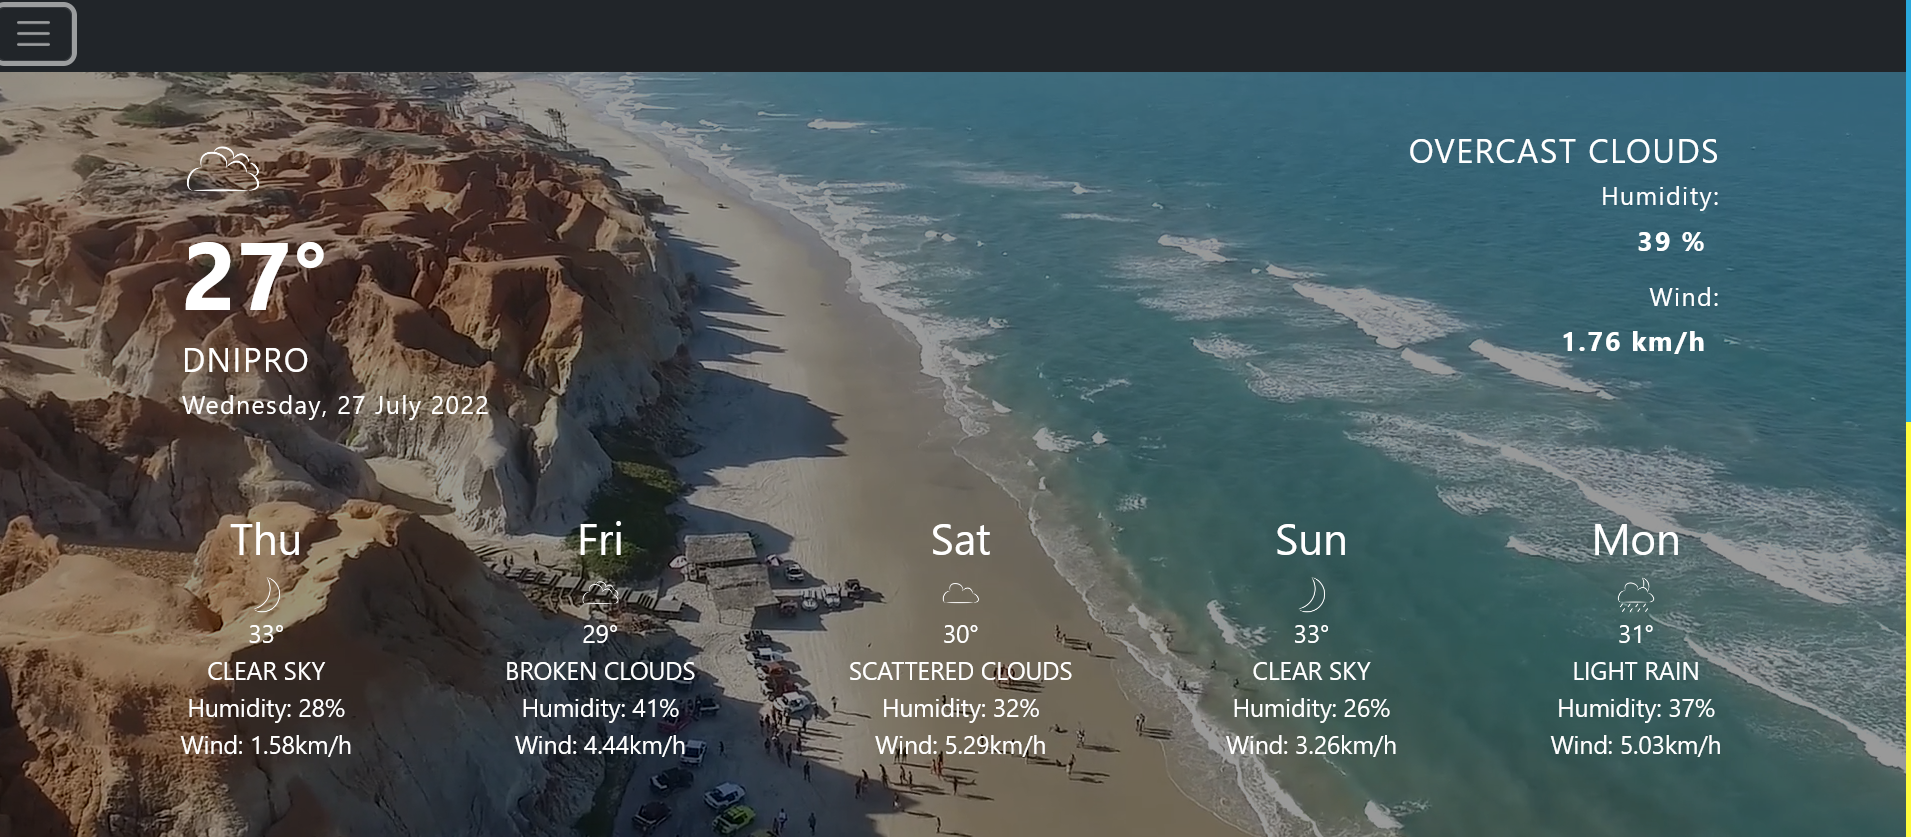 27°
DNIPRO
Wednesday, 27 July 2022
OVERCAST CLOUDS
Humidity:
39 %
Wind:
1.76 km/h
Thu
33°
CLEAR SKY
Humidity: 28%
Wind: 1.58km/h
Fri
29°
BROKEN CLOUDS
Humidity: 41%
Wind: 4.44km/h
Sat
30°
SCATTERED CLOUDS
Humidity: 32%
Wind: 5.29km/h
Sun
33°
CLEAR SKY
Humidity: 26%
Wind: 3.26km/h
Mon
31°
LIGHT RAIN
Humidity: 37%
Wind: 5.03km/h